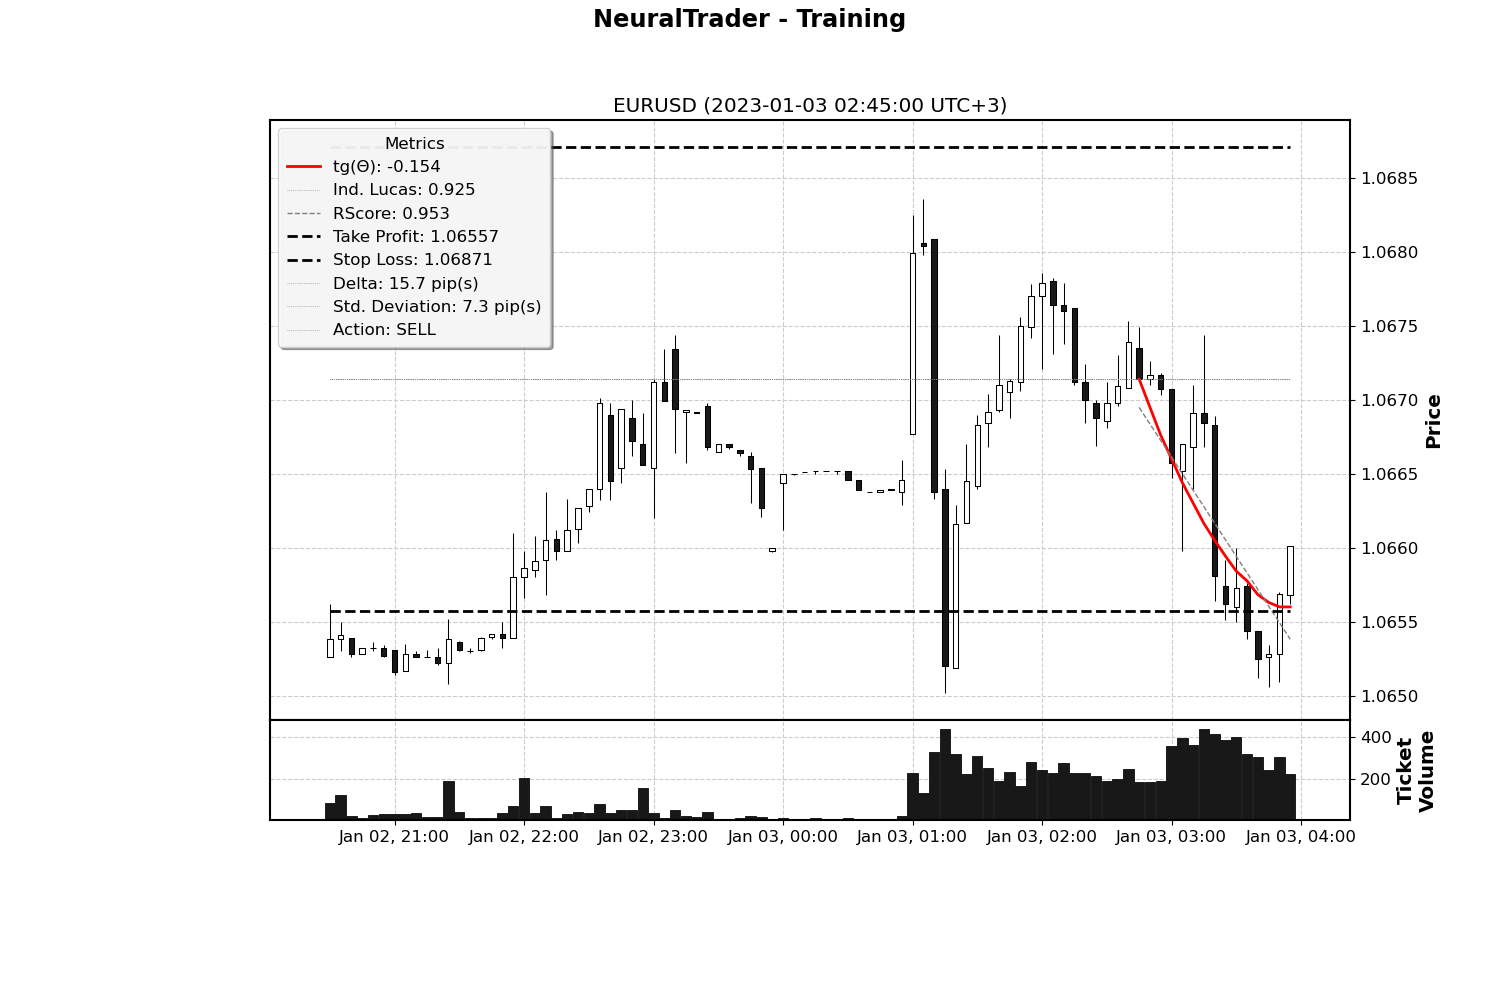 NeuralTrader - Training
EURUSD (2023-01-03 02:45:00 UTC+3)
Metrics
tg(Θ): -0.154
Ind. Lucas: 0.925
RScore: 0.953
Take Profit: 1.06557
Stop Loss: 1.06871
Delta: 15.7 pip(s)
Std. Deviation: 7.3 pip(s)
Action: SELL
1.0685
1.0680
1.0675
1.0670
1.0665
1.0660
1.0655
1.0650
Price
400
200
Ticket
Volume
Jan 02, 21:00
Jan 02, 22:00
Jan 02, 23:00
Jan 03, 00:00
Jan 03, 01:00
Jan 03, 02:00
Jan 03, 03:00
Jan 03, 04:00